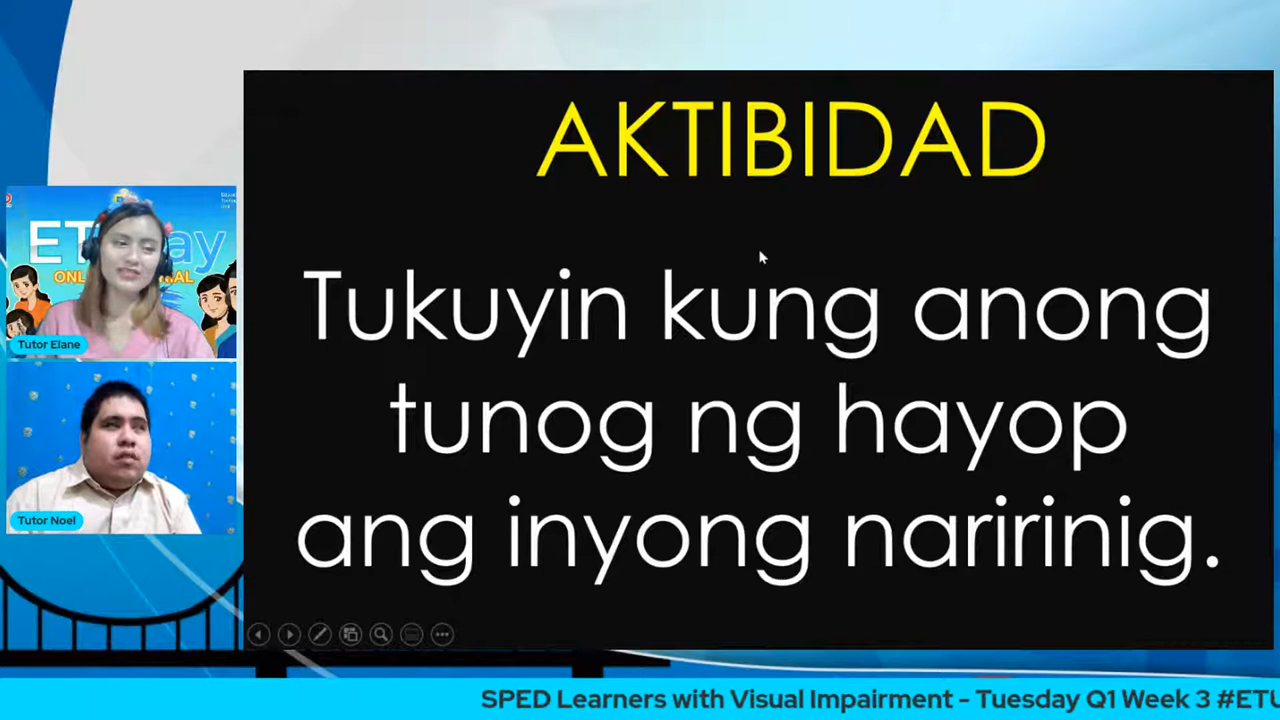 AKTIBIDAD
Tukuyin kung anong
tunog ng hayop
ang inyong naririnig.
Tutor Elane
Tutor Noel
SPED Learners with Visual Impairment - Tuesday Q1 Week 3 #ETU